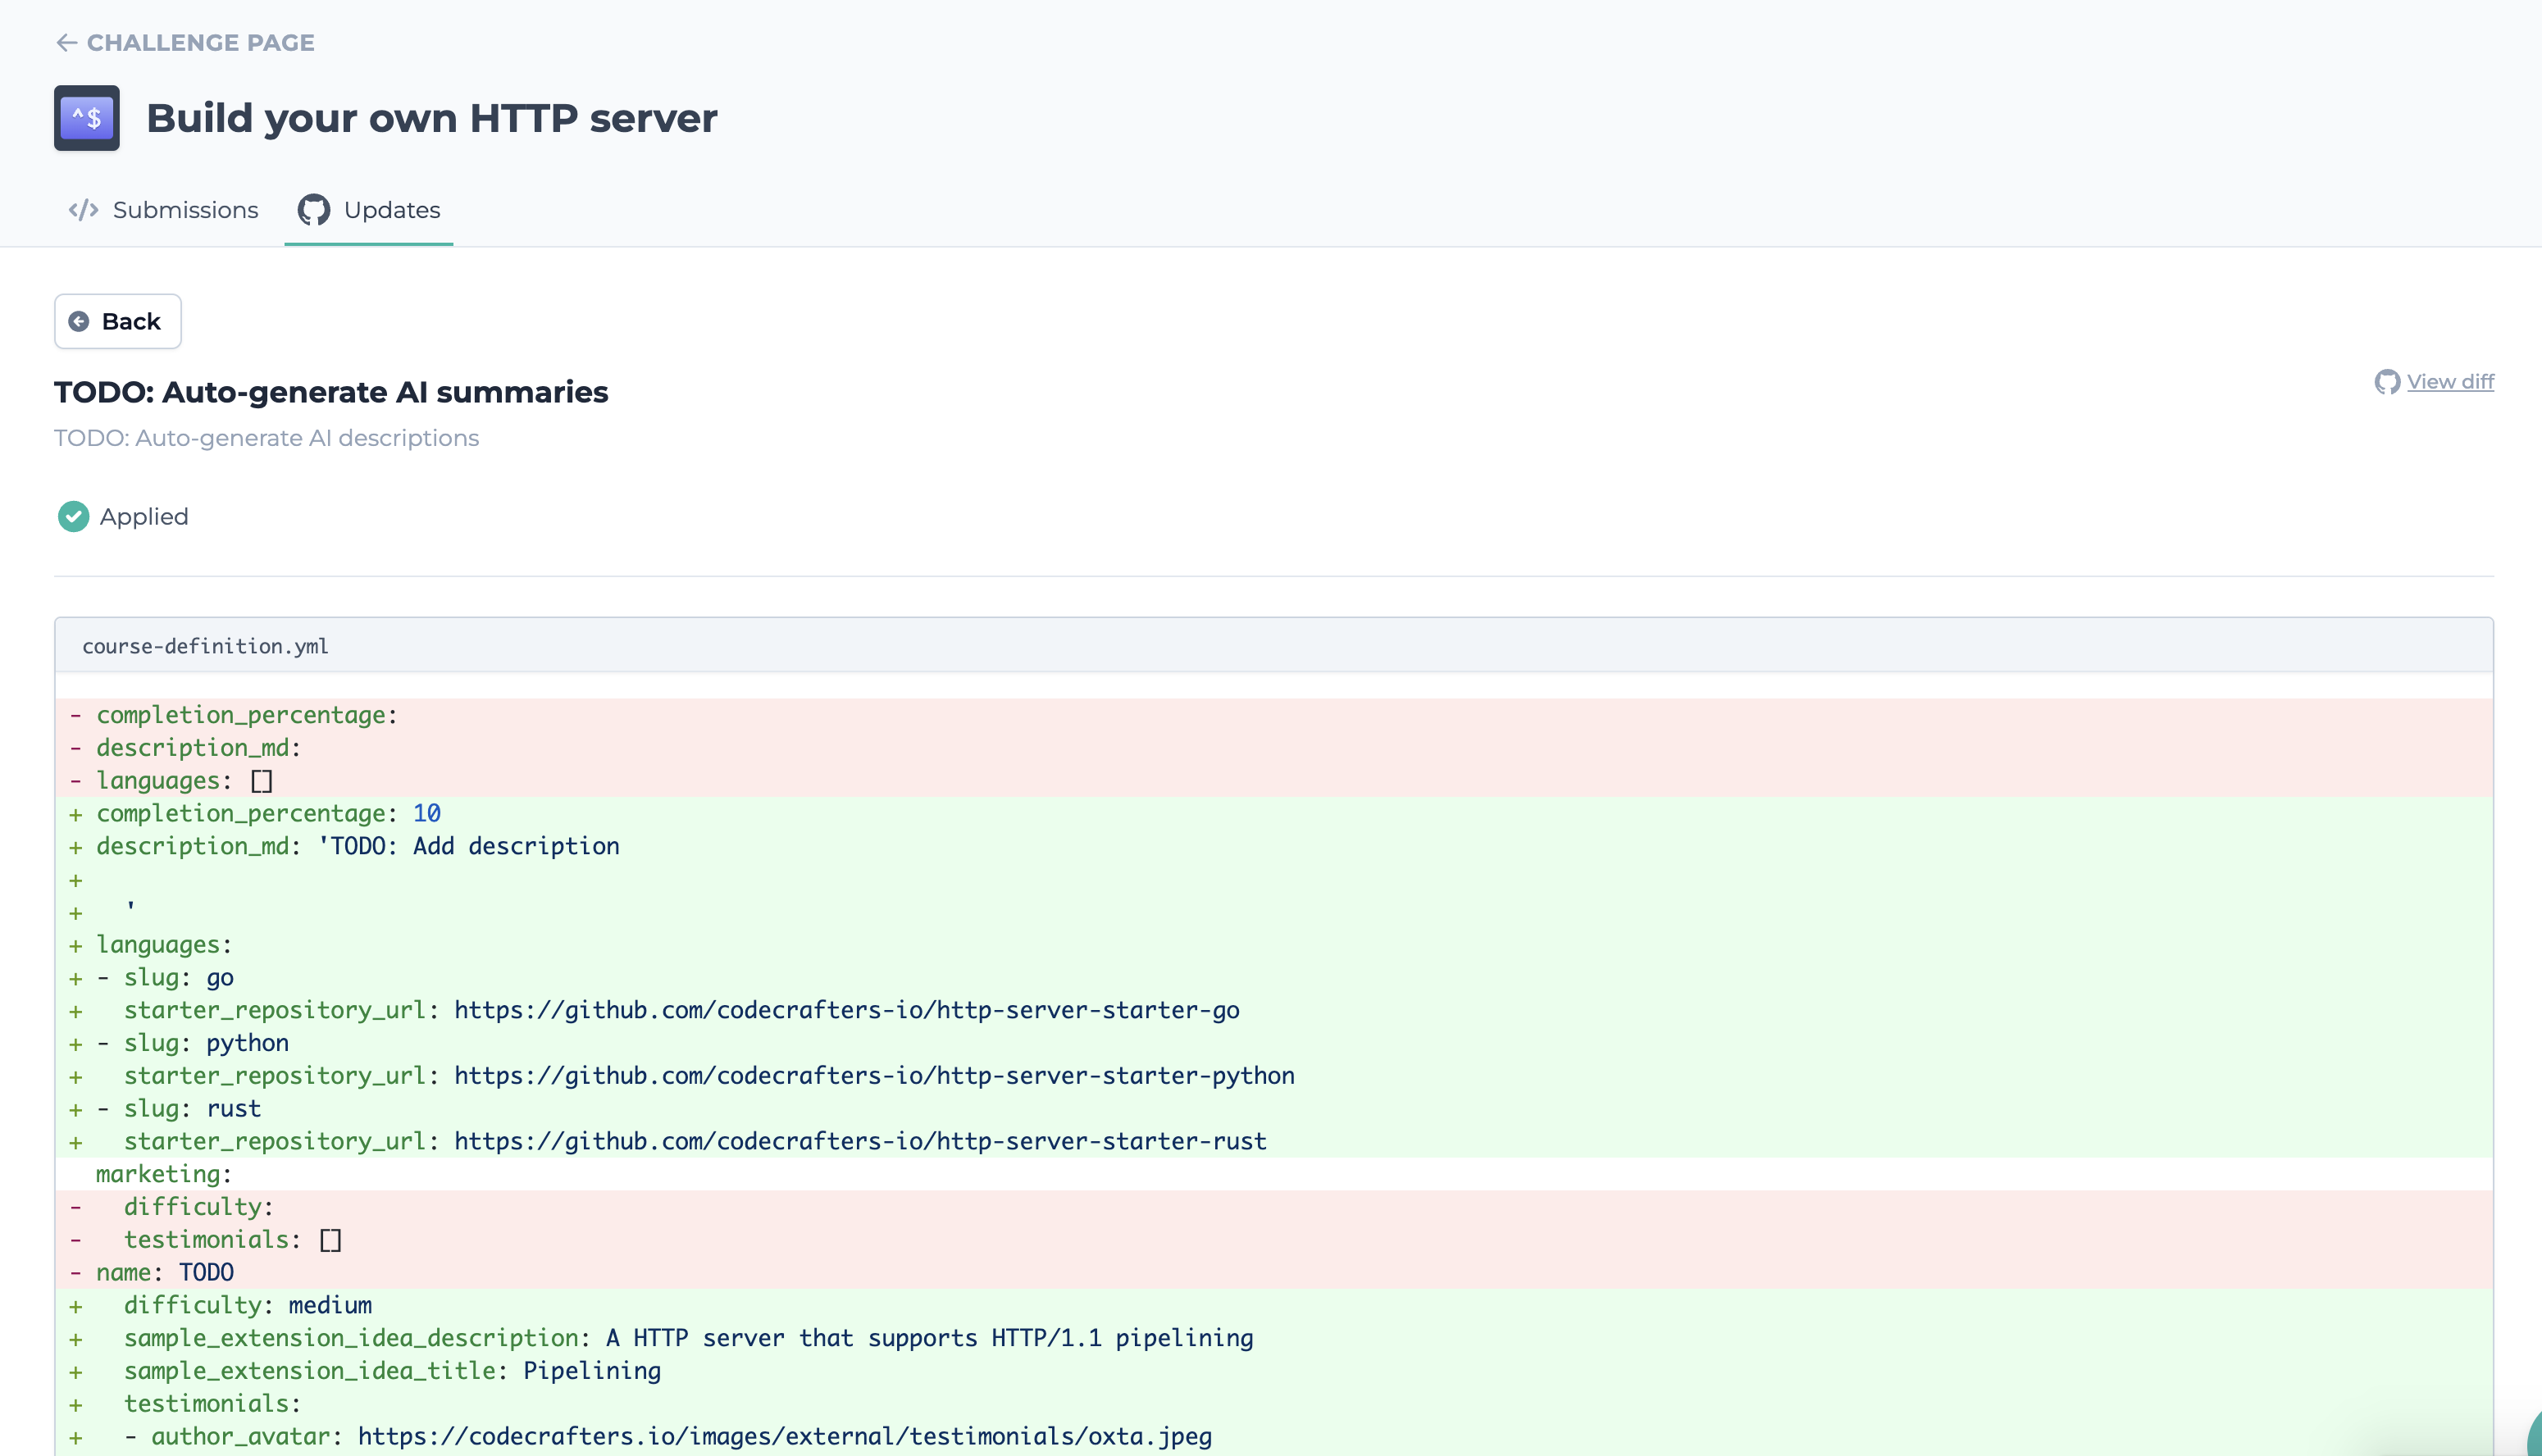 ← CHALLENGE PAGE
^$ Build your own HTTP server
</> Submissions Updates
Back
TODO: Auto-generate AI summaries
View diff
TODO: Auto-generate AI descriptions
Applied
course-definition.yml
- completion_percentage:
- description_md:
- languages: []
+ completion_percentage: 10
+ description_md: 'TODO: Add description
+
+   '
+ languages:
+ - slug: go
+   starter_repository_url: https://github.com/codecrafters-io/http-server-starter-go
+ - slug: python
+   starter_repository_url: https://github.com/codecrafters-io/http-server-starter-python
+ - slug: rust
+   starter_repository_url: https://github.com/codecrafters-io/http-server-starter-rust
  marketing:
-   difficulty:
-   testimonials: []
- name: TODO
+   difficulty: medium
+   sample_extension_idea_description: A HTTP server that supports HTTP/1.1 pipelining
+   sample_extension_idea_title: Pipelining
+   testimonials:
+   - author_avatar: https://codecrafters.io/images/external/testimonials/oxta.jpeg